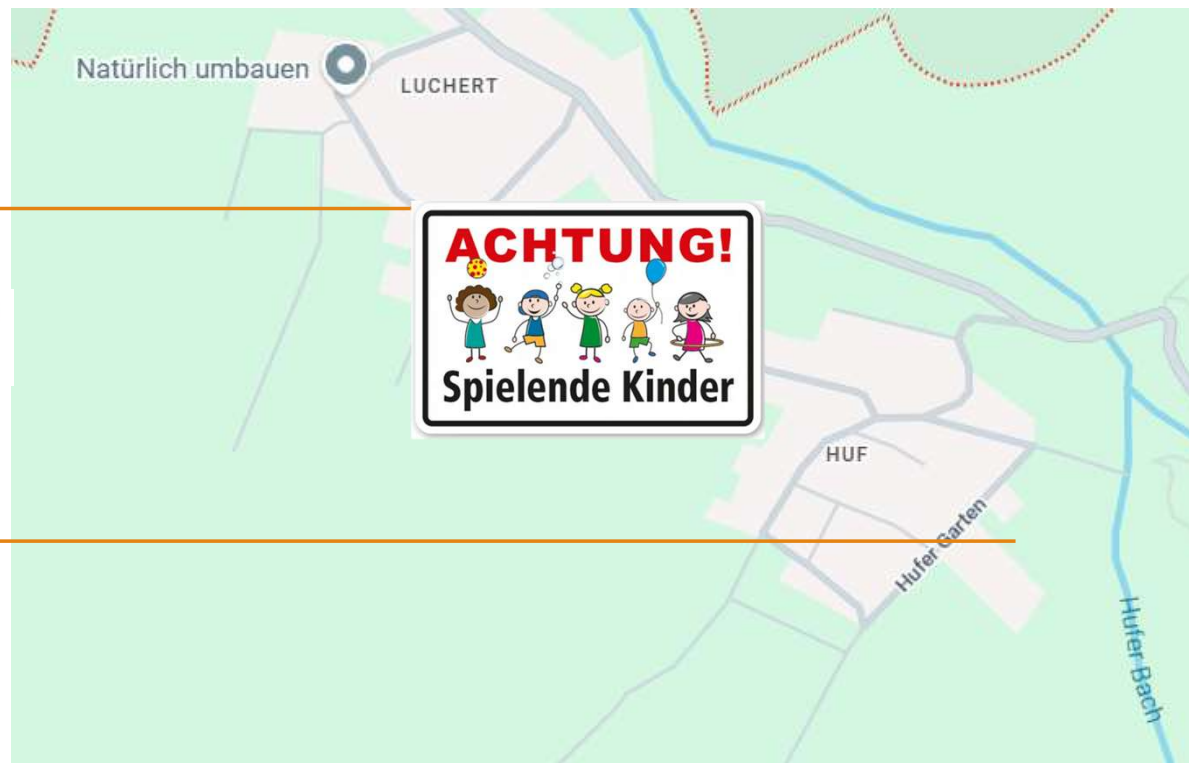 Natürlich umbauen
LUCHERT
ACHTUNG!
Spielende Kinder
HUF
Hufer Garten
Hufer Bach